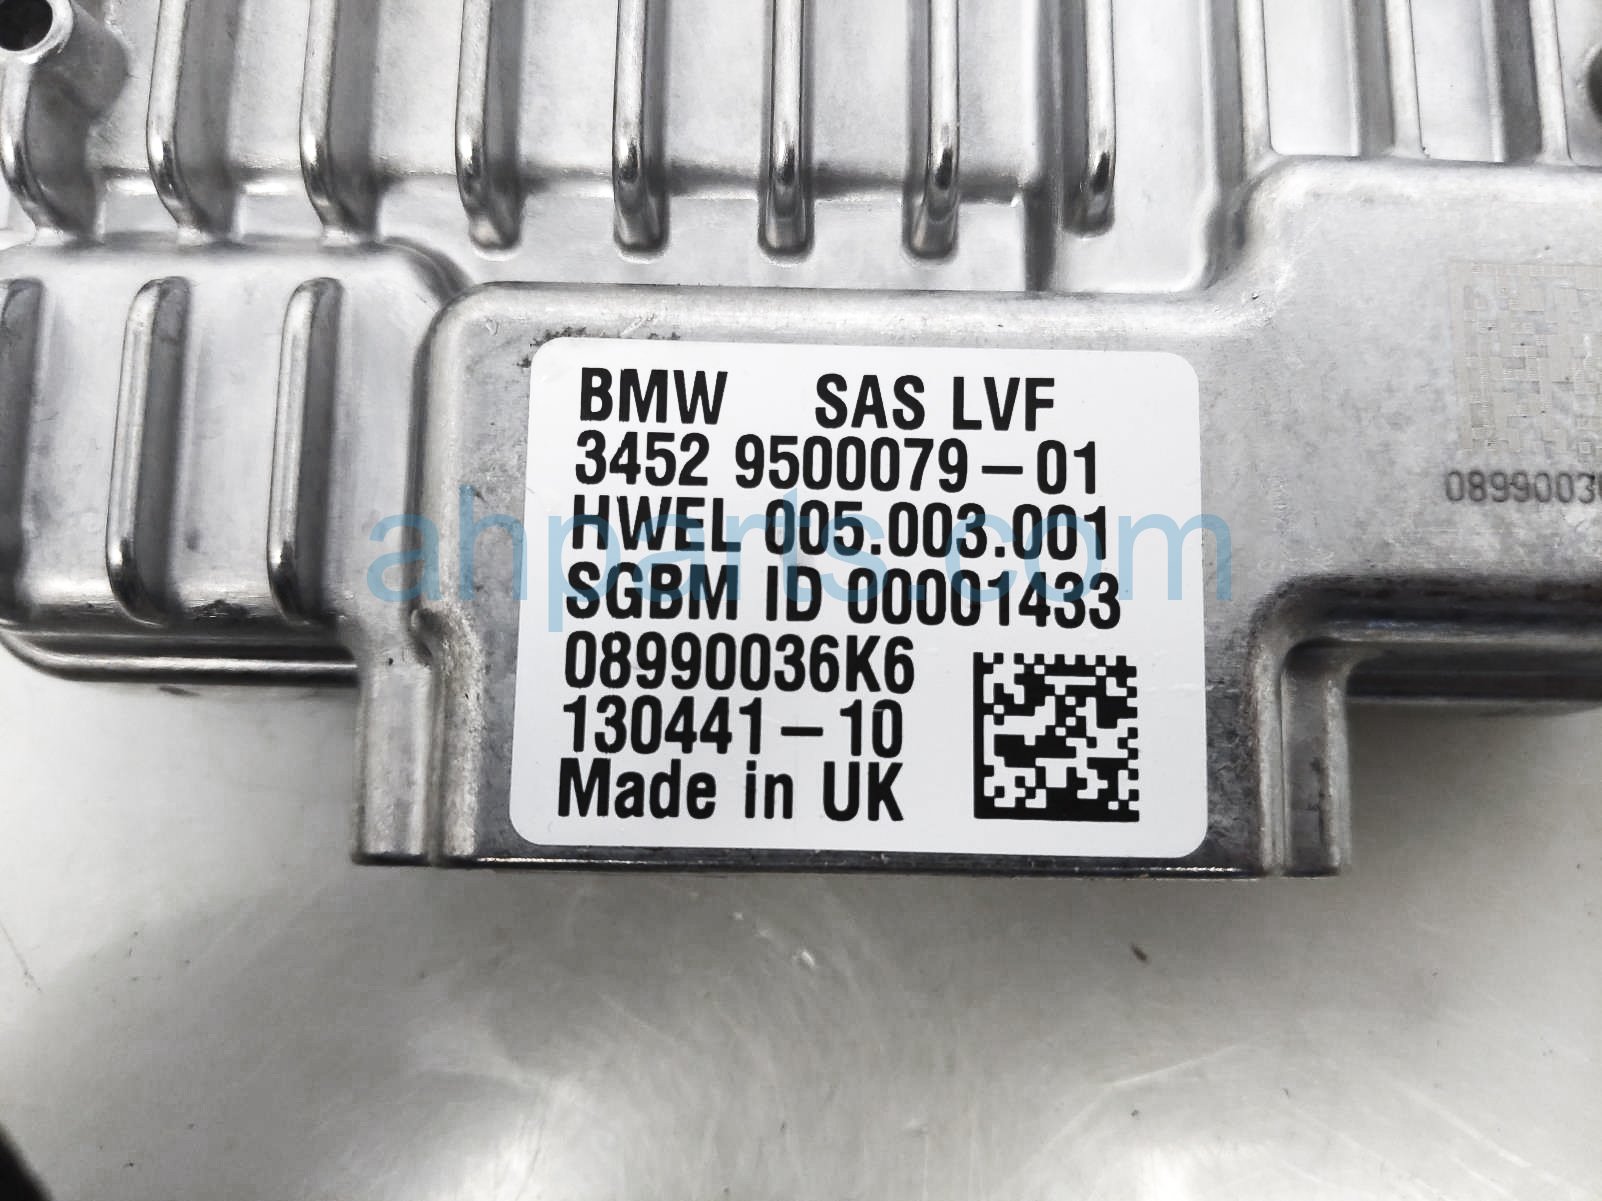 BMW SAS LVF
3452 9500079-01
HWEL 005.003.001
SGBM ID 00001433
08990036K6
130441-10
Made in UK
0899003
ahparts.com